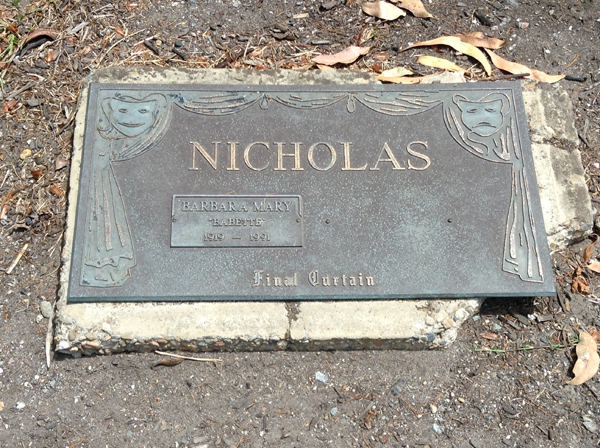 NICHOLAS
BARBARA MARY
"BABETTE"
1919 — 1991
Final Curtain